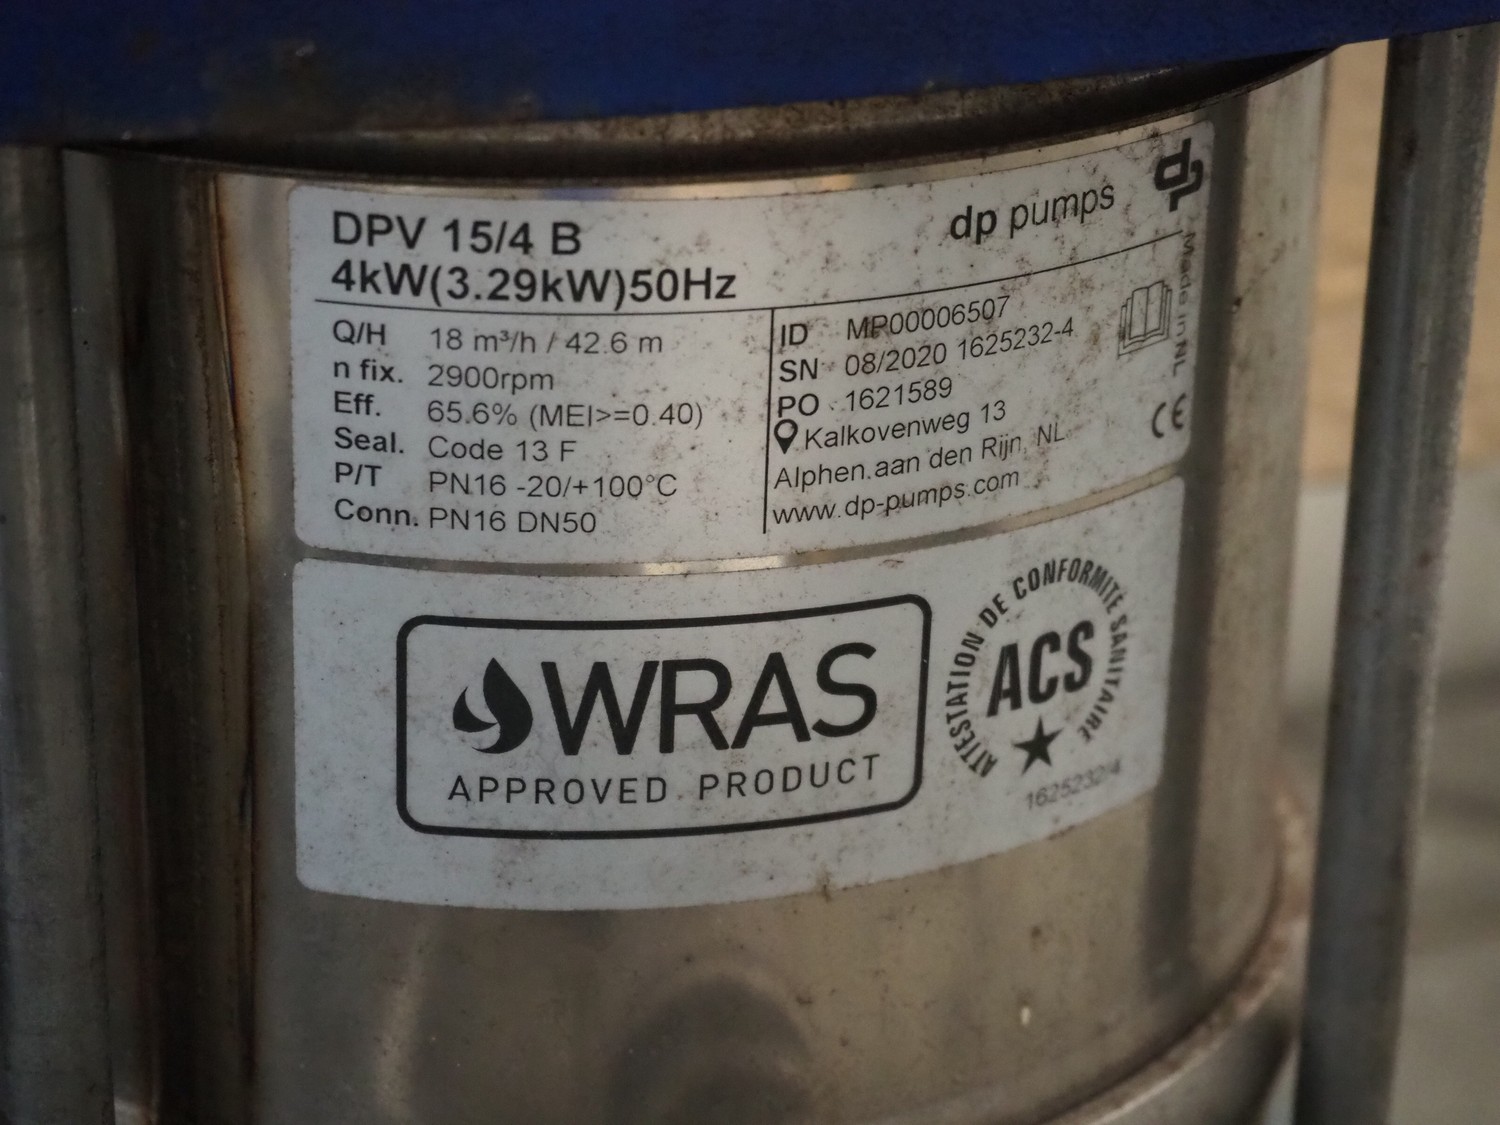 DPV 15/4 B
4kW(3.29kW)50Hz
dp pumps
dp
Q/H 18 m³/h / 42.6 m
n fix. 2900rpm
Eff. 65.6% (MEI>=0.40)
Seal. Code 13 F
P/T PN16 -20/+100°C
Conn. PN16 DN50
ID MP00006507
SN 08/2020 1625232-4
PO 1621589
Kalkovenweg 13
Alphen aan den Rijn, NL
www.dp-pumps.com
Made in NL
CE
WRAS
APPROVED PRODUCT
ATTESTATION DE CONFORMITÉ SANITAIRE
ACS
1625232/4